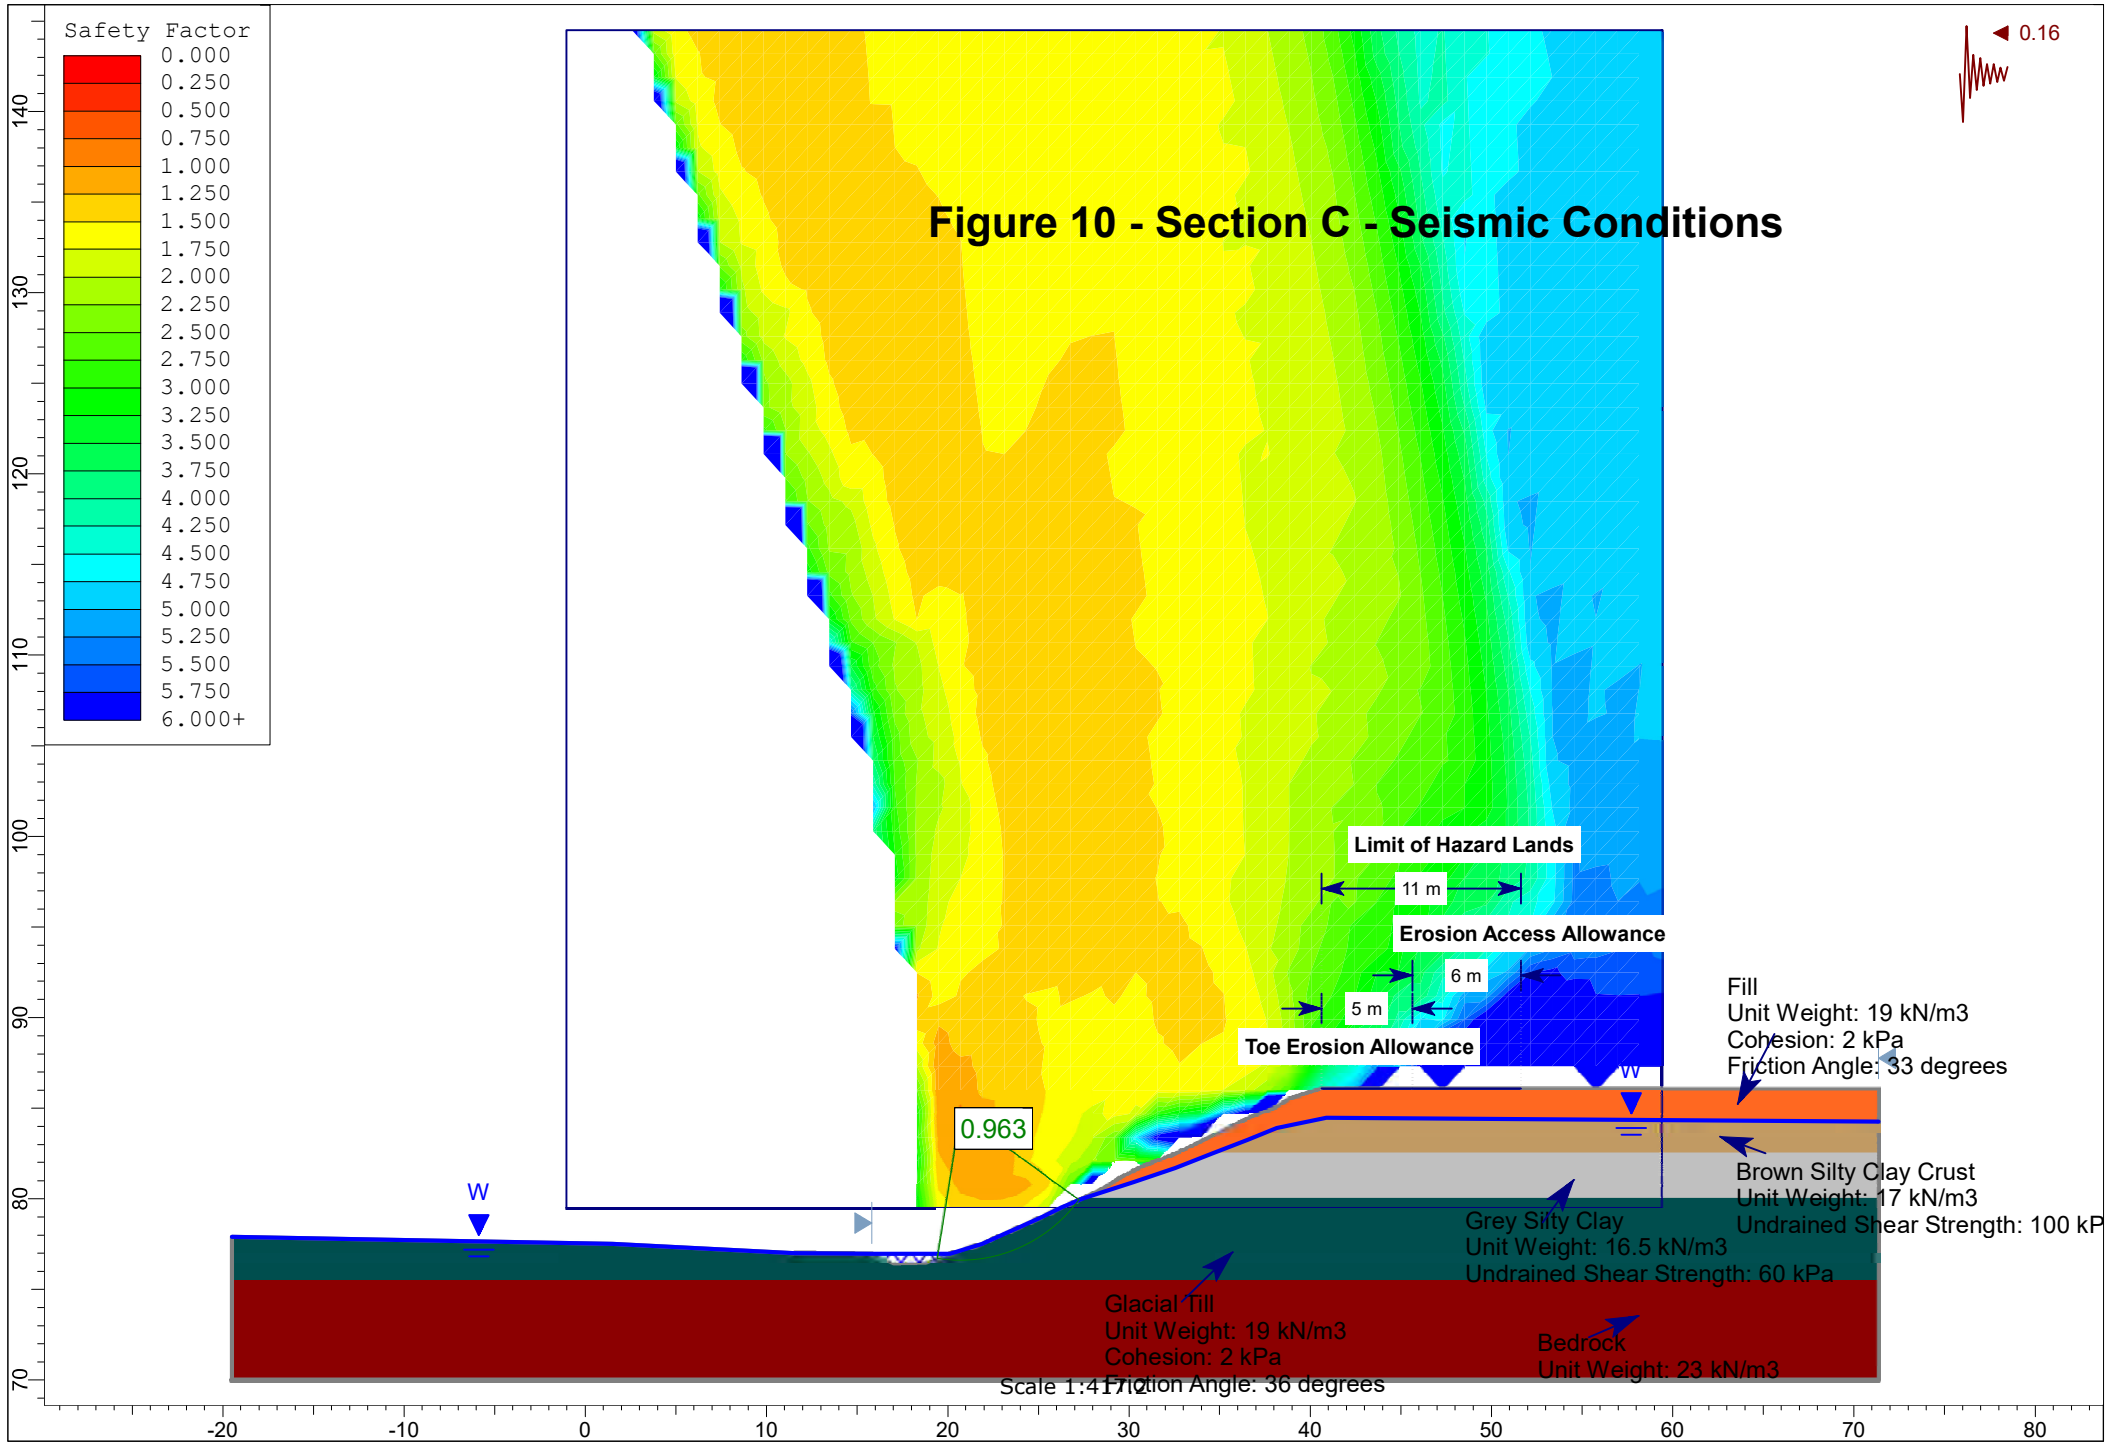 Safety Factor
0.000
0.250
0.500
0.750
1.000
1.250
1.500
1.750
2.000
2.250
2.500
2.750
3.000
3.250
3.500
3.750
4.000
4.250
4.500
4.750
5.000
5.250
5.500
5.750
6.000+
0.16
Figure 10 - Section C - Seismic Conditions
Limit of Hazard Lands
11 m
Erosion Access Allowance
6 m
5 m
Toe Erosion Allowance
Fill
Unit Weight: 19 kN/m3
Cohesion: 2 kPa
Friction Angle: 33 degrees
W
0.963
W
Brown Silty Clay Crust
Unit Weight: 17 kN/m3
Undrained Shear Strength: 100 kP
Grey Silty Clay
Unit Weight: 16.5 kN/m3
Undrained Shear Strength: 60 kPa
Glacial Till
Unit Weight: 19 kN/m3
Cohesion: 2 kPa
Friction Angle: 36 degrees
Bedrock
Unit Weight: 23 kN/m3
Scale 1:417.2
140
130
120
110
100
90
80
70
-20 -10 0 10 20 30 40 50 60 70 80